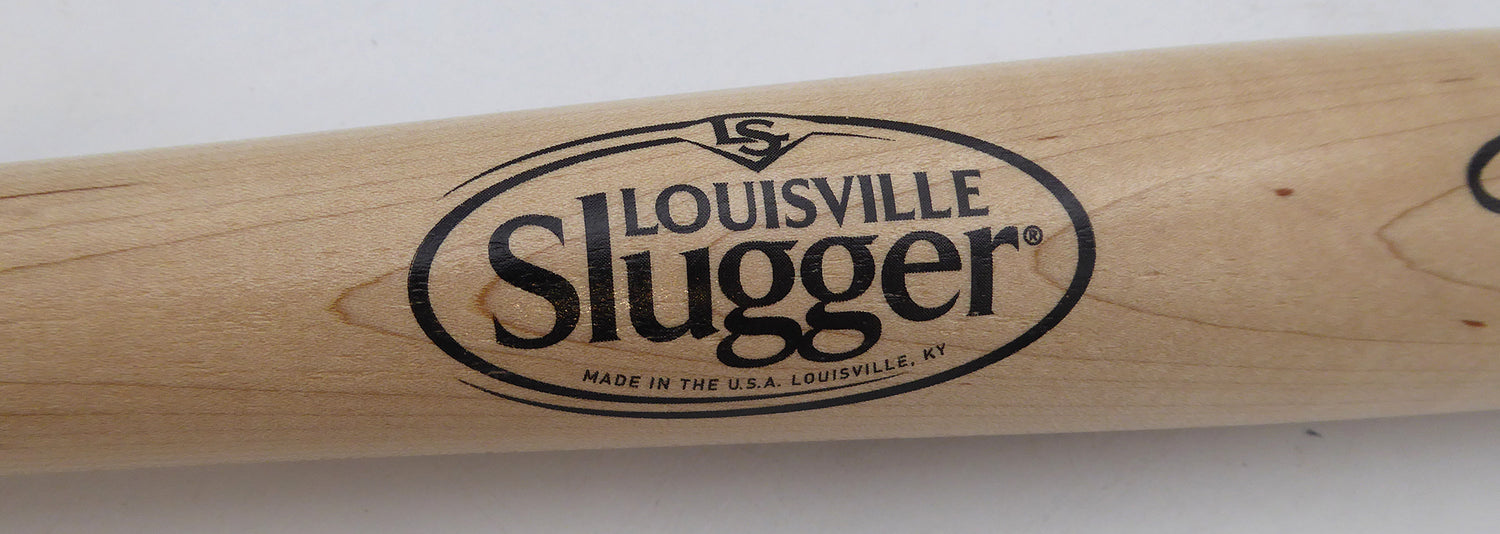 LS
LOUISVILLE
Slugger®
MADE IN THE U.S.A. LOUISVILLE, KY